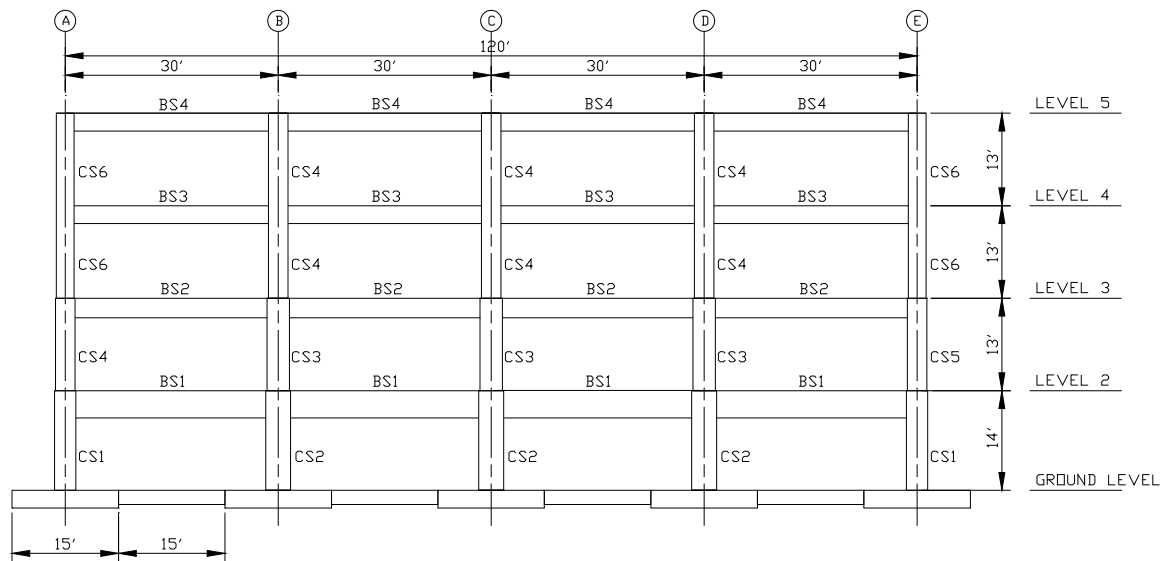 A B C D E
120'
30' 30' 30' 30'
BS4 BS4 BS4 BS4 LEVEL 5
CS6 CS4 CS4 CS4 CS6 13'
BS3 BS3 BS3 BS3 LEVEL 4
CS6 CS4 CS4 CS4 CS6 13'
BS2 BS2 BS2 BS2 LEVEL 3
CS4 CS3 CS3 CS3 CS5 13'
BS1 BS1 BS1 BS1 LEVEL 2
CS1 CS2 CS2 CS2 CS1 14'
GROUND LEVEL
15' 15'